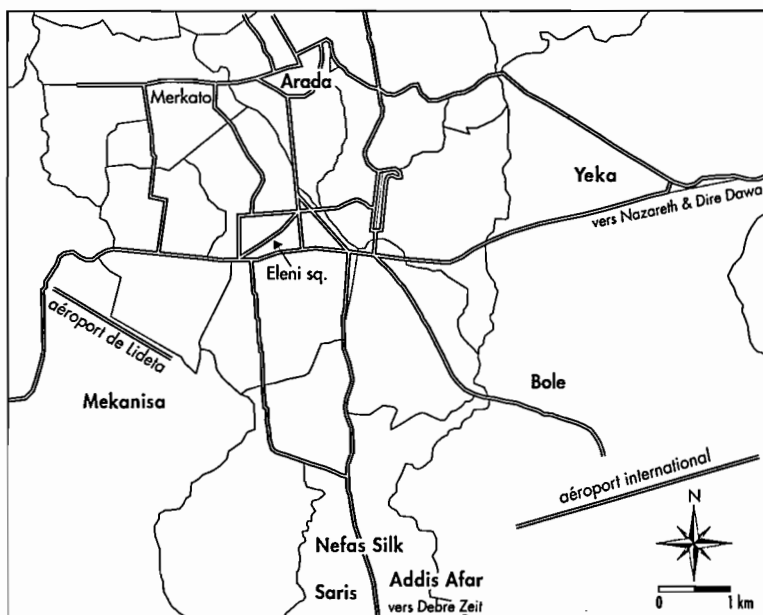 Arada
Merkato
Yeka
vers Nazareth & Dire Dawa
Eleni sq.
aéroport de Lideta
Mekanisa
Bole
aéroport international
N
Nefas Silk
Saris
Addis Afar
vers Debre Zeit
0 1 km